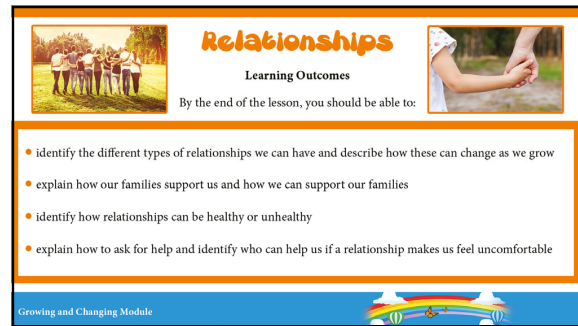 Relationships
Learning Outcomes
By the end of the lesson, you should be able to:
• identify the different types of relationships we can have and describe how these can change as we grow
• explain how our families support us and how we can support our families
• identify how relationships can be healthy or unhealthy
• explain how to ask for help and identify who can help us if a relationship makes us feel uncomfortable
Growing and Changing Module